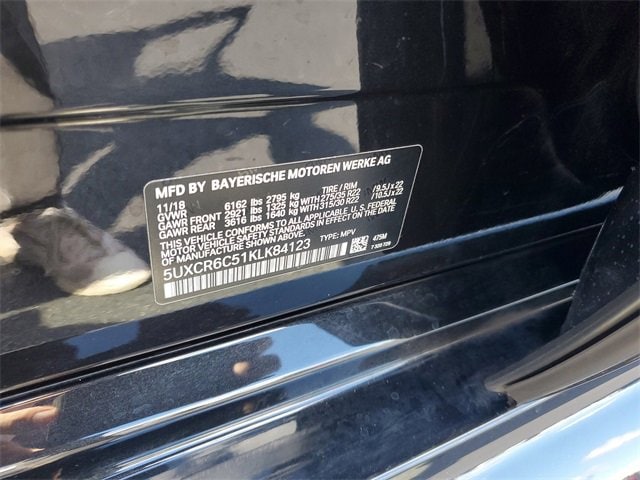 MFD BY BAYERISCHE MOTOREN WERKE AG
11/18 TIRE / RIM
GVWR 6162 lbs 2795 kg
GAWR FRONT 2921 lbs 1325 kg WITH 275/35 R22 /9.5J x 22
GAWR REAR 3616 lbs 1640 kg WITH 315/30 R22 /10.5J x 22
THIS VEHICLE CONFORMS TO ALL APPLICABLE U.S. FEDERAL
MOTOR VEHICLE SAFETY STANDARDS IN EFFECT ON THE
DATE OF MANUFACTURE SHOWN ABOVE.
5UXCR6C51KLK84123 TYPE: MPV 475M